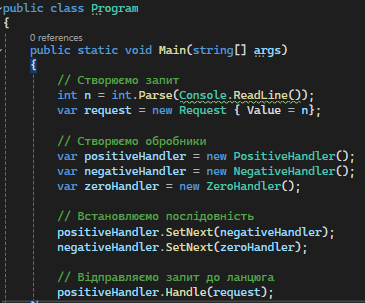 public class Program
{
0 references
public static void Main(string[] args)
{
// Створюємо запит
int n = int.Parse(Console.ReadLine());
var request = new Request { Value = n};
// Створюємо обробники
var positiveHandler = new PositiveHandler();
var negativeHandler = new NegativeHandler();
var zeroHandler = new ZeroHandler();
// Встановлюємо послідовність
positiveHandler.SetNext(negativeHandler);
negativeHandler.SetNext(zeroHandler);
// Відправляємо запит до ланцюга
positiveHandler.Handle(request);